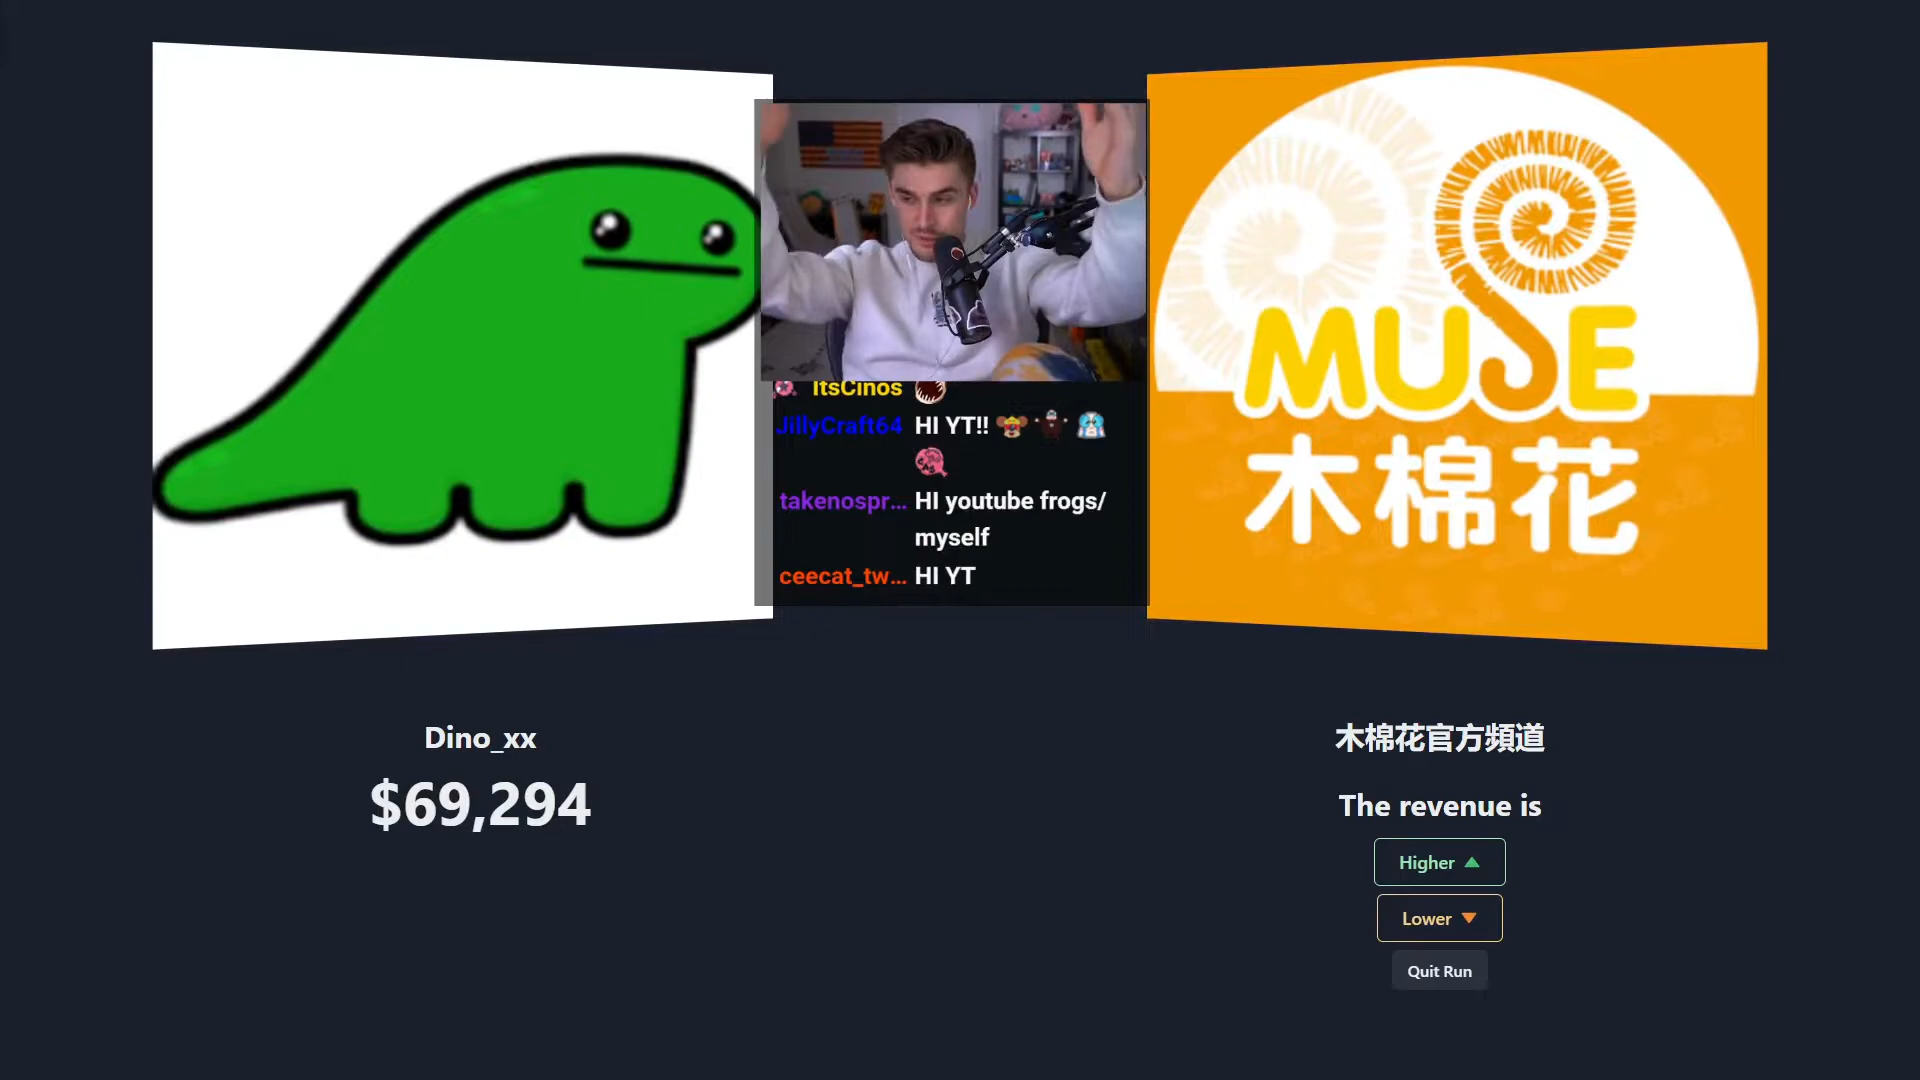 MUSE
木棉花
ItsCinos
JillyCraft64 HI YT!!
takenospr... HI youtube frogs/
myself
ceecat_tw... HI YT
Dino_xx
$69,294
木棉花官方頻道
The revenue is
Higher
Lower
Quit Run